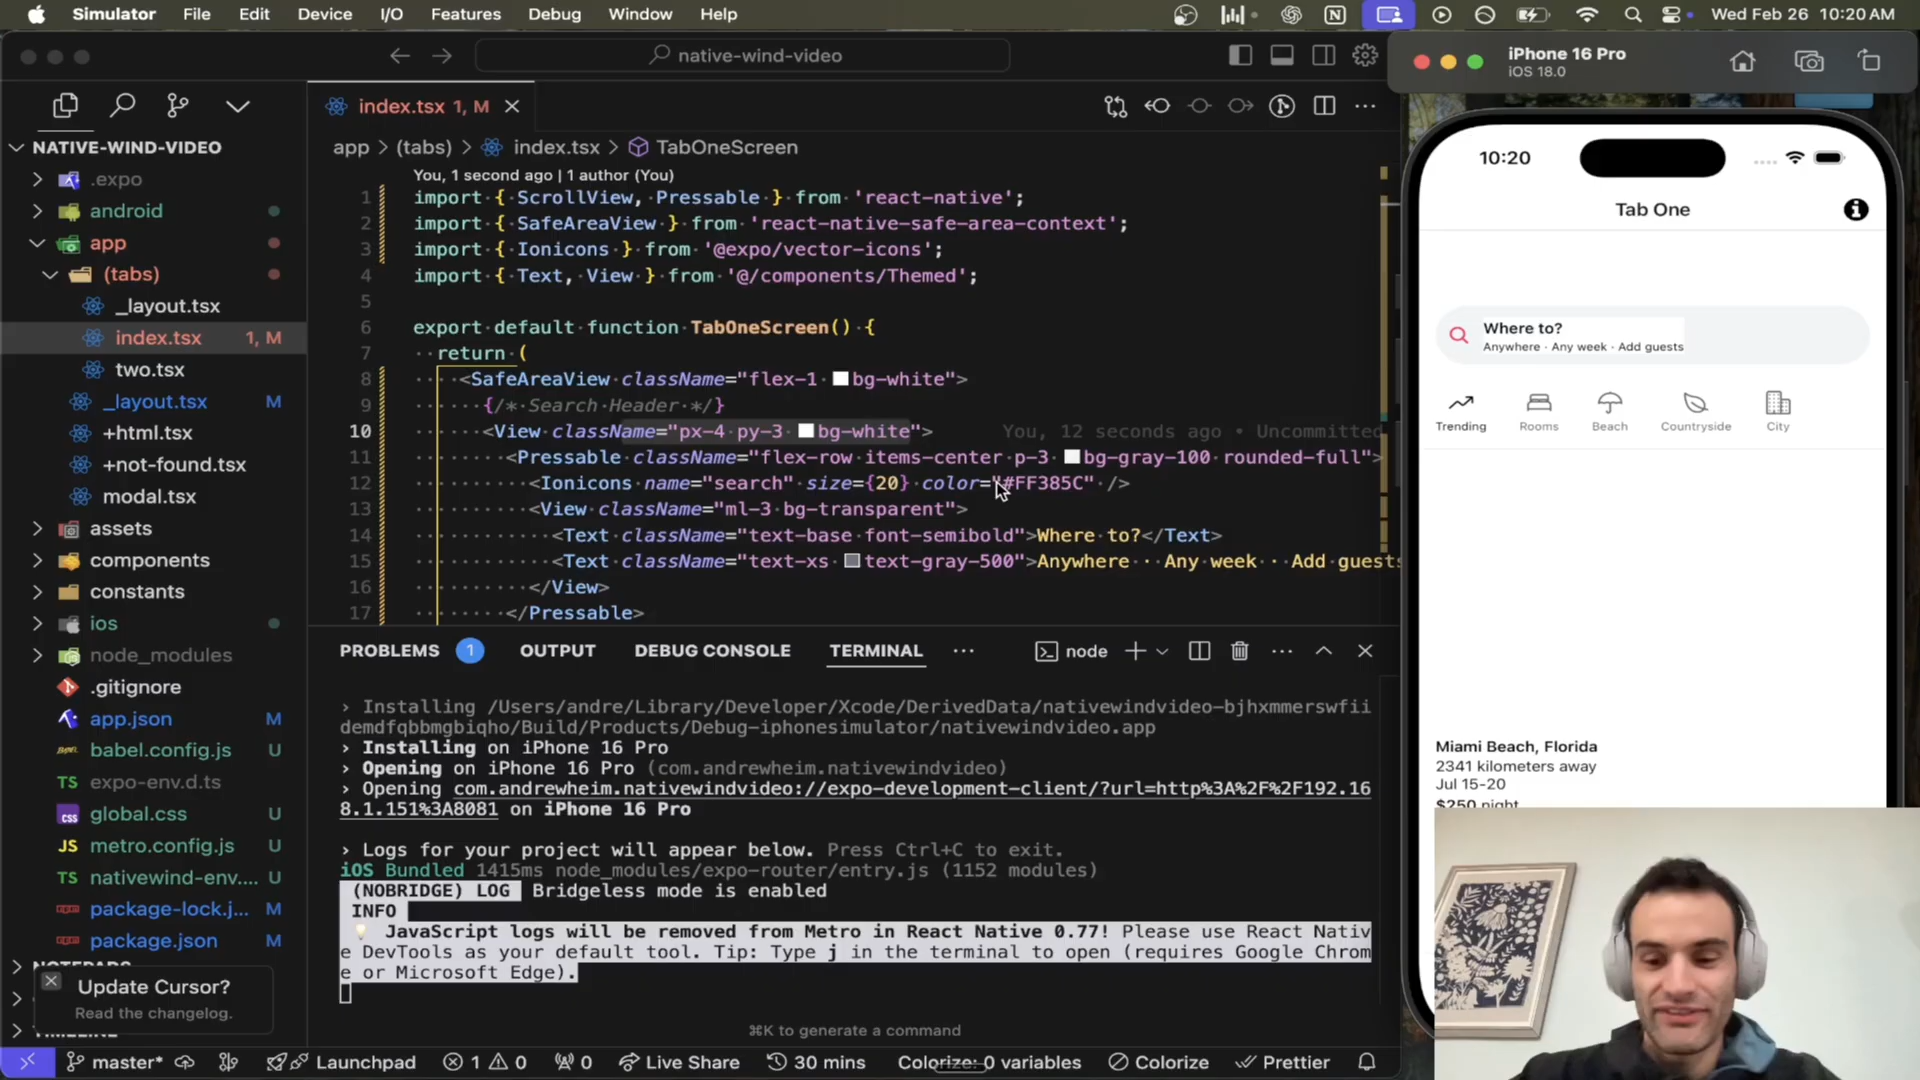 Simulator File Edit Device I/O Features Debug Window Help
Wed Feb 26 10:20 AM
native-wind-video
iPhone 16 Pro
iOS 18.0
index.tsx 1, M
NATIVE-WIND-VIDEO
.expo
android
app
(tabs)
_layout.tsx
index.tsx 1, M
two.tsx
_layout.tsx M
+html.tsx
+not-found.tsx
modal.tsx
assets
components
constants
ios
node_modules
.gitignore
app.json M
babel.config.js U
expo-env.d.ts
global.css U
metro.config.js U
nativewind-env.... U
package-lock.j... M
package.json M
Update Cursor?
Read the changelog.
app > (tabs) > index.tsx > TabOneScreen
You, 1 second ago | 1 author (You)
1 import { ScrollView, Pressable } from 'react-native';
2 import { SafeAreaView } from 'react-native-safe-area-context';
3 import { Ionicons } from '@expo/vector-icons';
4 import { Text, View } from '@/components/Themed';
5
6 export default function TabOneScreen() {
7 return (
8 <SafeAreaView className="flex-1 bg-white">
9 {/* Search Header */}
10 <View className="px-4 py-3 bg-white"> You, 12 seconds ago • Uncommitted
11 <Pressable className="flex-row items-center p-3 bg-gray-100 rounded-full">
12 <Ionicons name="search" size={20} color="#FF385C" />
13 <View className="ml-3 bg-transparent">
14 <Text className="text-base font-semibold">Where to?</Text>
15 <Text className="text-xs text-gray-500">Anywhere · Any week · Add guests
16 </View>
17 </Pressable>
PROBLEMS 1 OUTPUT DEBUG CONSOLE TERMINAL ... node
› Installing /Users/andre/Library/Developer/Xcode/DerivedData/nativewindvideo-bjhxmmerswfii
demdfqbbmgbiqho/Build/Products/Debug-iphonesimulator/nativewindvideo.app
› Installing on iPhone 16 Pro
› Opening on iPhone 16 Pro (com.andrewheim.nativewindvideo)
› Opening com.andrewheim.nativewindvideo://expo-development-client/?url=http%3A%2F%2F192.16
8.1.151%3A8081 on iPhone 16 Pro
› Logs for your project will appear below. Press Ctrl+C to exit.
iOS Bundled 1415ms node_modules/expo-router/entry.js (1152 modules)
(NOBRIDGE) LOG Bridgeless mode is enabled
INFO
💡 JavaScript logs will be removed from Metro in React Native 0.77! Please use React Nativ
e DevTools as your default tool. Tip: Type j in the terminal to open (requires Google Chrom
e or Microsoft Edge).
⌘K to generate a command
master* Launchpad 1 0 0 Live Share 30 mins Colorize: 0 variables Colorize Prettier
10:20
Tab One
Where to?
Anywhere · Any week · Add guests
Trending Rooms Beach Countryside City
Miami Beach, Florida
2341 kilometers away
Jul 15-20
$250 night